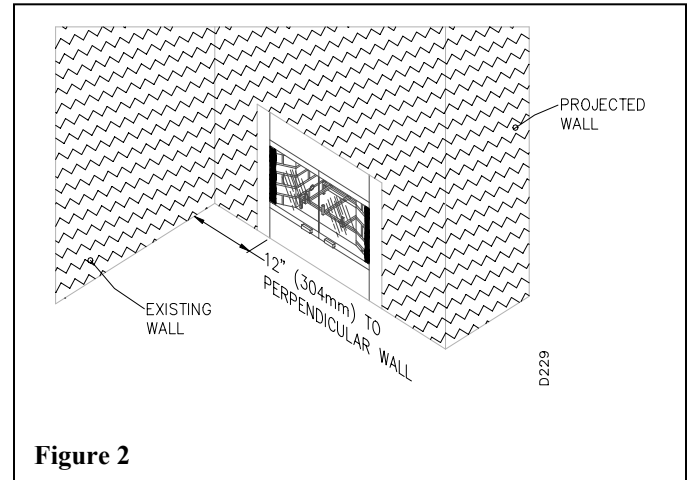 PROJECTED
WALL
12" (304mm) TO
PERPENDICULAR WALL
EXISTING
WALL
D229
Figure 2